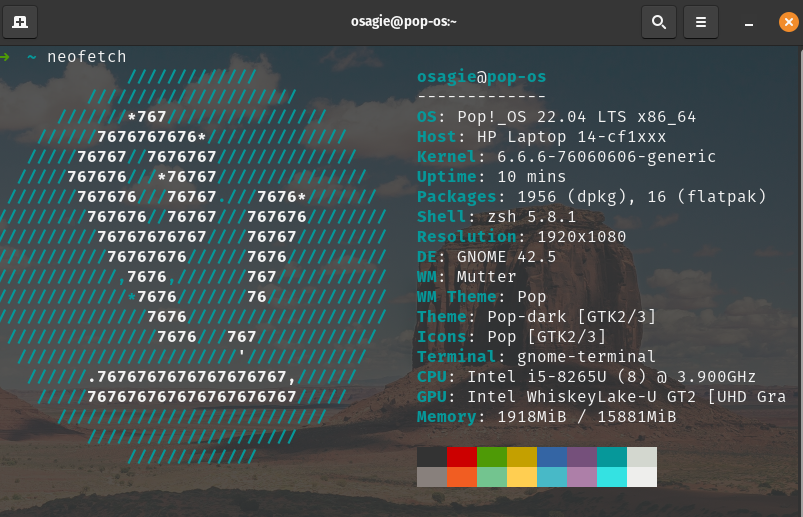 osagie@pop-os:~
→ ~ neofetch
/////////////
/////////////////////
///////*767////////////////
//////7676767676*//////////////
/////76767//7676767//////////////
/////767676///*76767///////////////
///////767676///76767.///7676*///////
/////////767676//76767///767676////////
//////////76767676767////76767/////////
///////////76767676//////7676//////////
////////////,7676,///////767///////////
/////////////*7676///////76////////////
///////////////7676////////////////////
///////////////7676///767////////////
//////////////////////'////////////
//////.7676767676767676767,//////
/////767676767676767676767/////
///////////////////////////
/////////////////////
/////////////
osagie@pop-os
-------------
OS: Pop!_OS 22.04 LTS x86_64
Host: HP Laptop 14-cf1xxx
Kernel: 6.6.6-76060606-generic
Uptime: 10 mins
Packages: 1956 (dpkg), 16 (flatpak)
Shell: zsh 5.8.1
Resolution: 1920x1080
DE: GNOME 42.5
WM: Mutter
WM Theme: Pop
Theme: Pop-dark [GTK2/3]
Icons: Pop [GTK2/3]
Terminal: gnome-terminal
CPU: Intel i5-8265U (8) @ 3.900GHz
GPU: Intel WhiskeyLake-U GT2 [UHD Gra
Memory: 1918MiB / 15881MiB